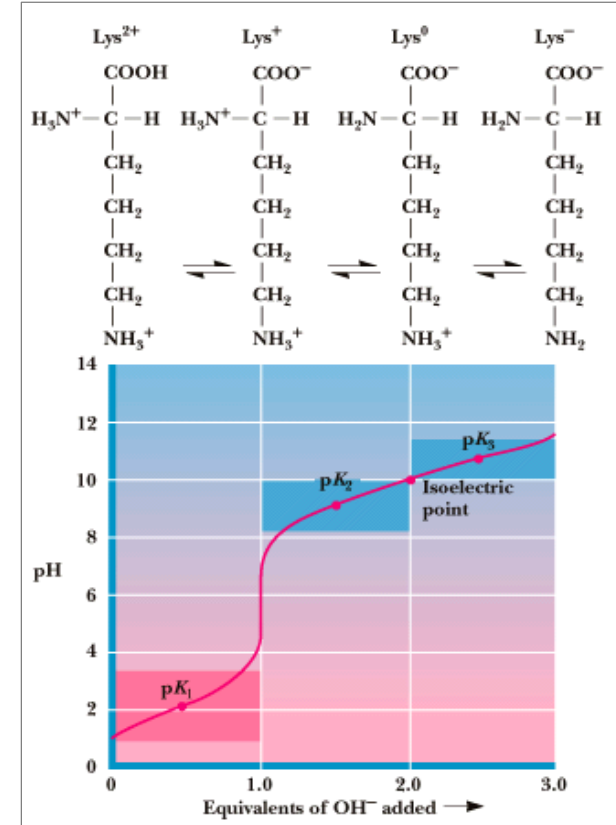 Lys²⁺ Lys⁺ Lys⁰ Lys⁻
COOH COO⁻ COO⁻ COO⁻
H₃N⁺—C—H H₃N⁺—C—H H₂N—C—H H₂N—C—H
CH₂ CH₂ CH₂ CH₂
CH₂ CH₂ CH₂ CH₂
CH₂ CH₂ CH₂ CH₂
CH₂ CH₂ CH₂ CH₂
NH₃⁺ NH₃⁺ NH₃⁺ NH₂
14
12
pK₃
10
pK₂
Isoelectric
point
8
pH
6
4
pK₁
2
0
0 1.0 2.0 3.0
Equivalents of OH⁻ added →